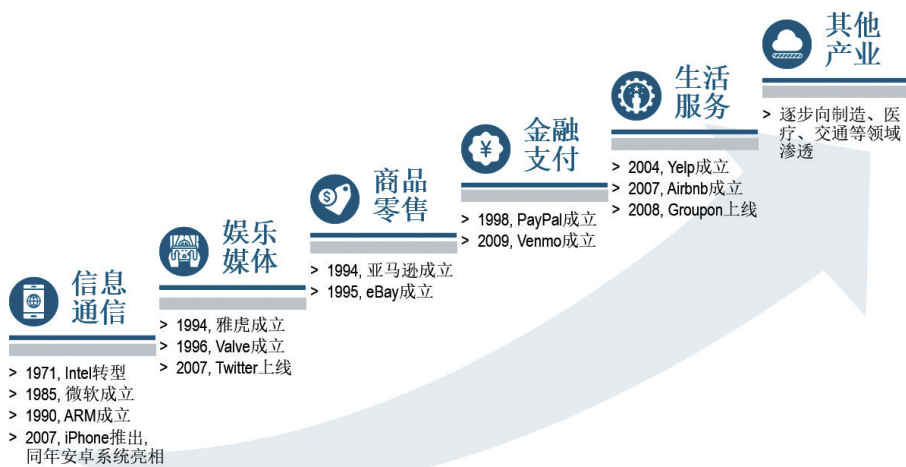 信息
通信
> 1971, Intel转型
> 1985, 微软成立
> 1990, ARM成立
> 2007, iPhone推出,
同年安卓系统亮相
娱乐
媒体
> 1994, 雅虎成立
> 1996, Valve成立
> 2007, Twitter上线
商品
零售
> 1994, 亚马逊成立
> 1995, eBay成立
金融
支付
> 1998, PayPal成立
> 2009, Venmo成立
生活
服务
> 2004, Yelp成立
> 2007, Airbnb成立
> 2008, Groupon上线
其他
产业
> 逐步向制造、医
疗、交通等领域
渗透